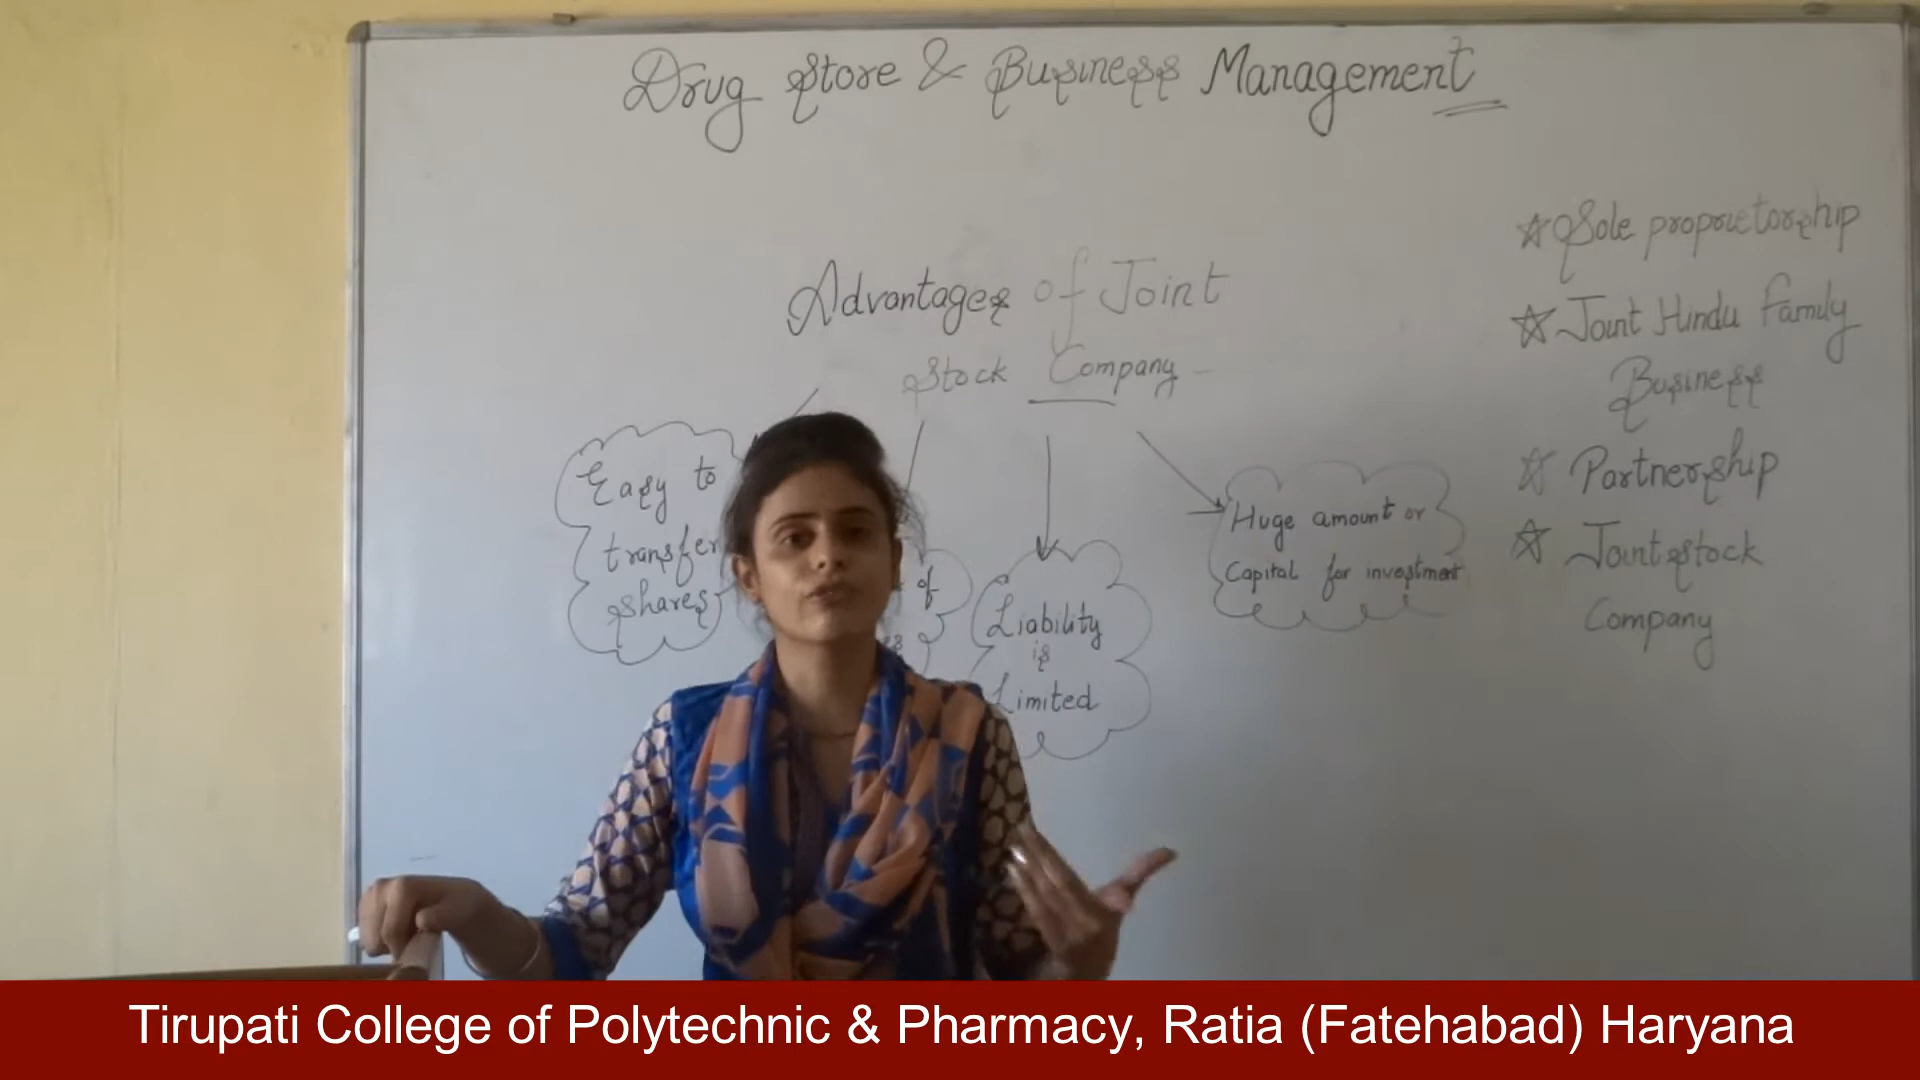 Drug Store & Business Management
Advantages of Joint
Stock Company
Easy to
transfer
shares
of
Liability
is
Limited
Huge amount or
Capital for investment
☆ Sole proprietorship
☆ Joint Hindu Family
Business
☆ Partnership
☆ Joint Stock
Company
Tirupati College of Polytechnic & Pharmacy, Ratia (Fatehabad) Haryana